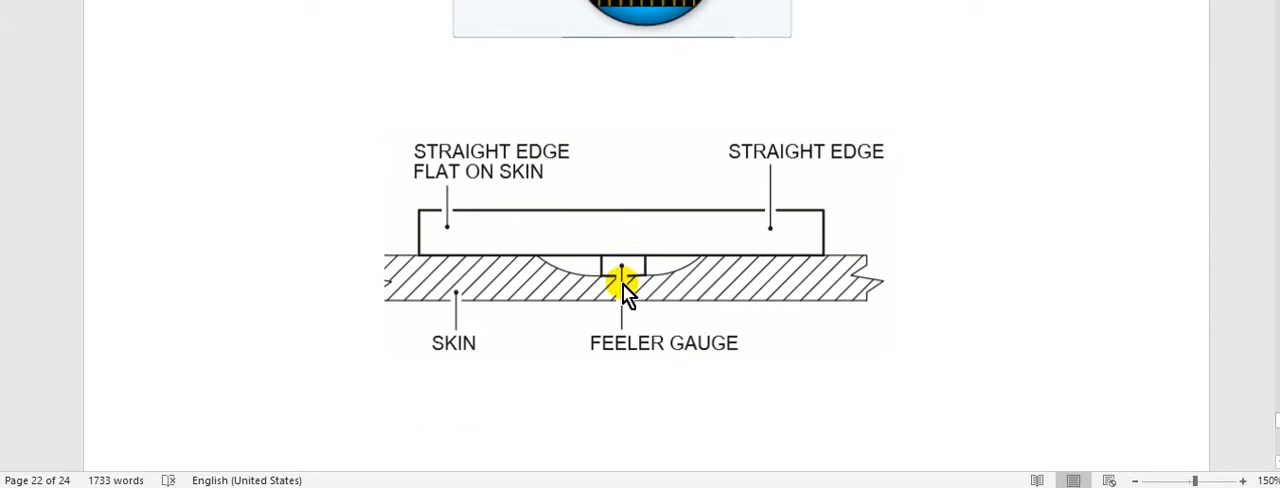 STRAIGHT EDGE
FLAT ON SKIN
STRAIGHT EDGE
SKIN
FEELER GAUGE
Page 22 of 24 1733 words English (United States) 150%